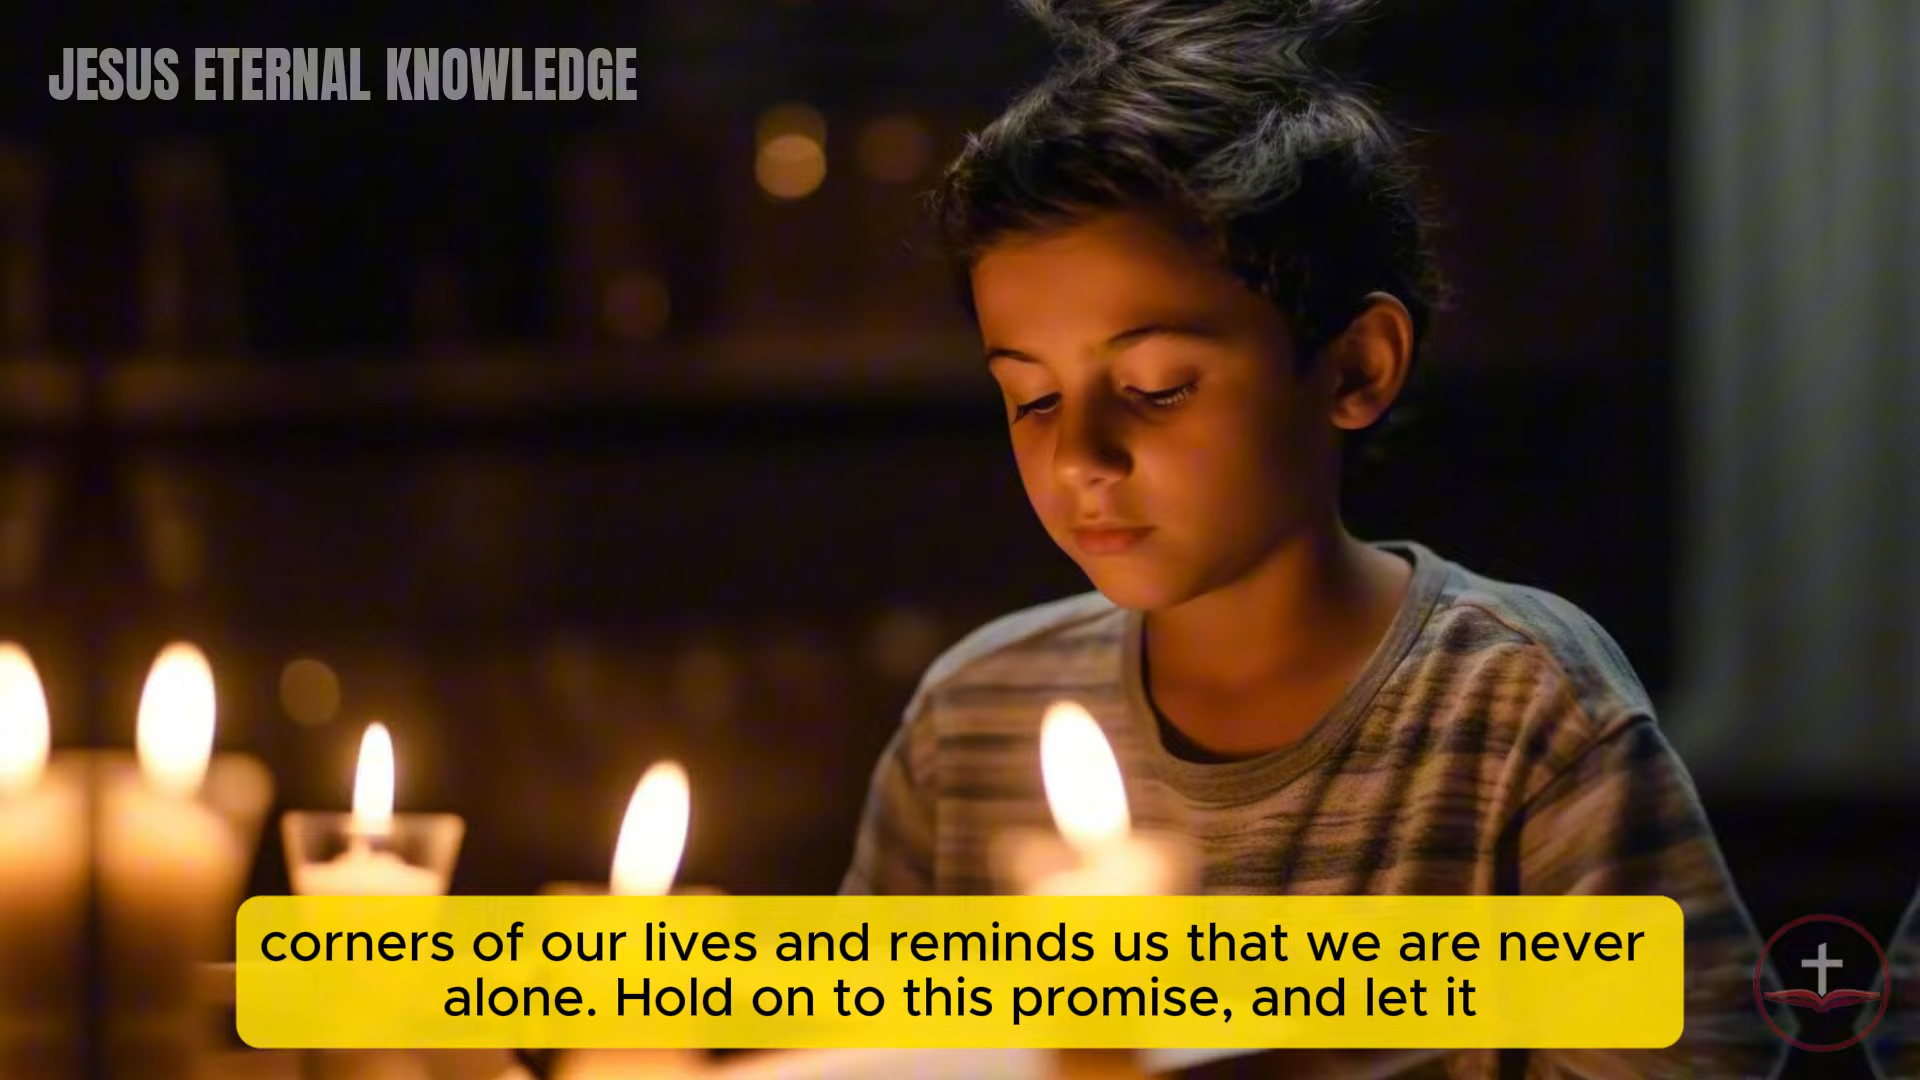 JESUS ETERNAL KNOWLEDGE
corners of our lives and reminds us that we are never
alone. Hold on to this promise, and let it